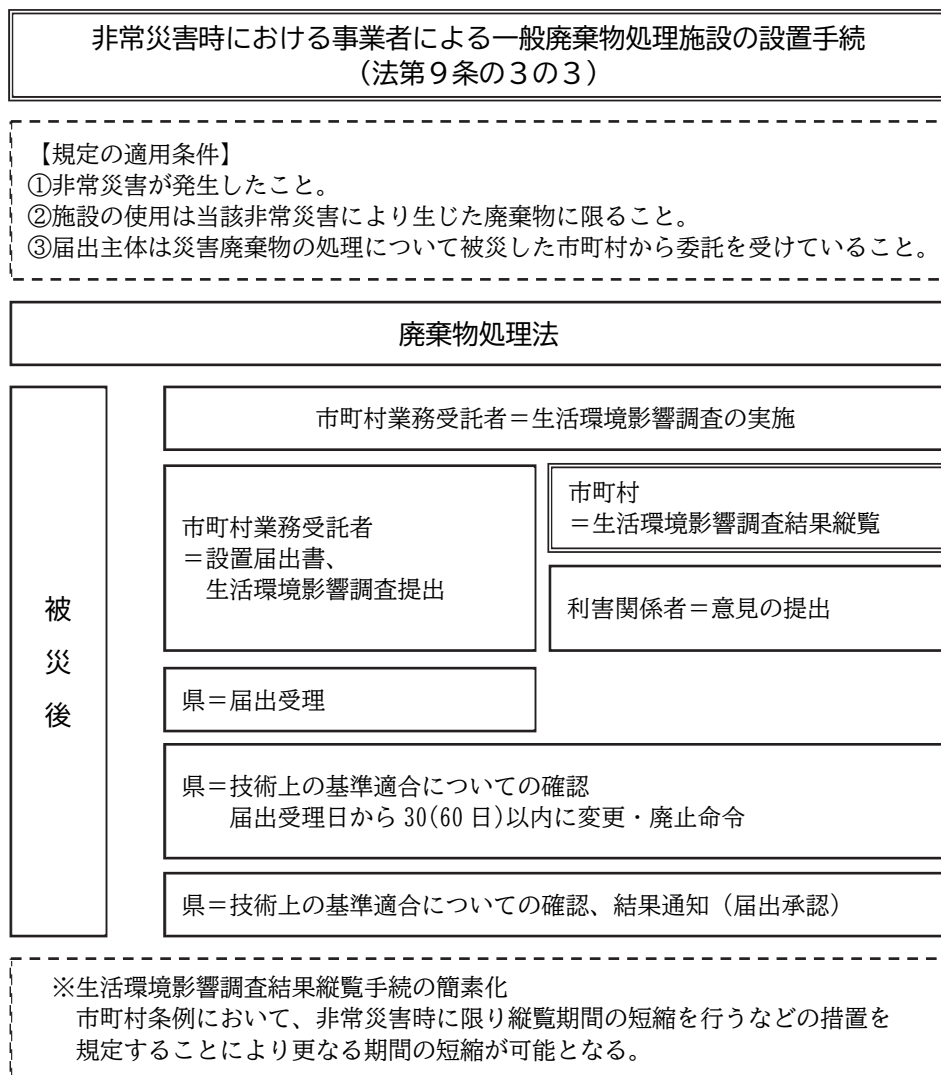 非常災害時における事業者による一般廃棄物処理施設の設置手続
（法第９条の３の３）
【規定の適用条件】
①非常災害が発生したこと。
②施設の使用は当該非常災害により生じた廃棄物に限ること。
③届出主体は災害廃棄物の処理について被災した市町村から委託を受けていること。
廃棄物処理法
被災後
市町村業務受託者＝生活環境影響調査の実施
市町村業務受託者
＝設置届出書、
生活環境影響調査提出
市町村
＝生活環境影響調査結果縦覧
利害関係者＝意見の提出
県＝届出受理
県＝技術上の基準適合についての確認
届出受理日から 30(60 日)以内に変更・廃止命令
県＝技術上の基準適合についての確認、結果通知（届出承認）
※生活環境影響調査結果縦覧手続の簡素化
市町村条例において、非常災害時に限り縦覧期間の短縮を行うなどの措置を
規定することにより更なる期間の短縮が可能となる。